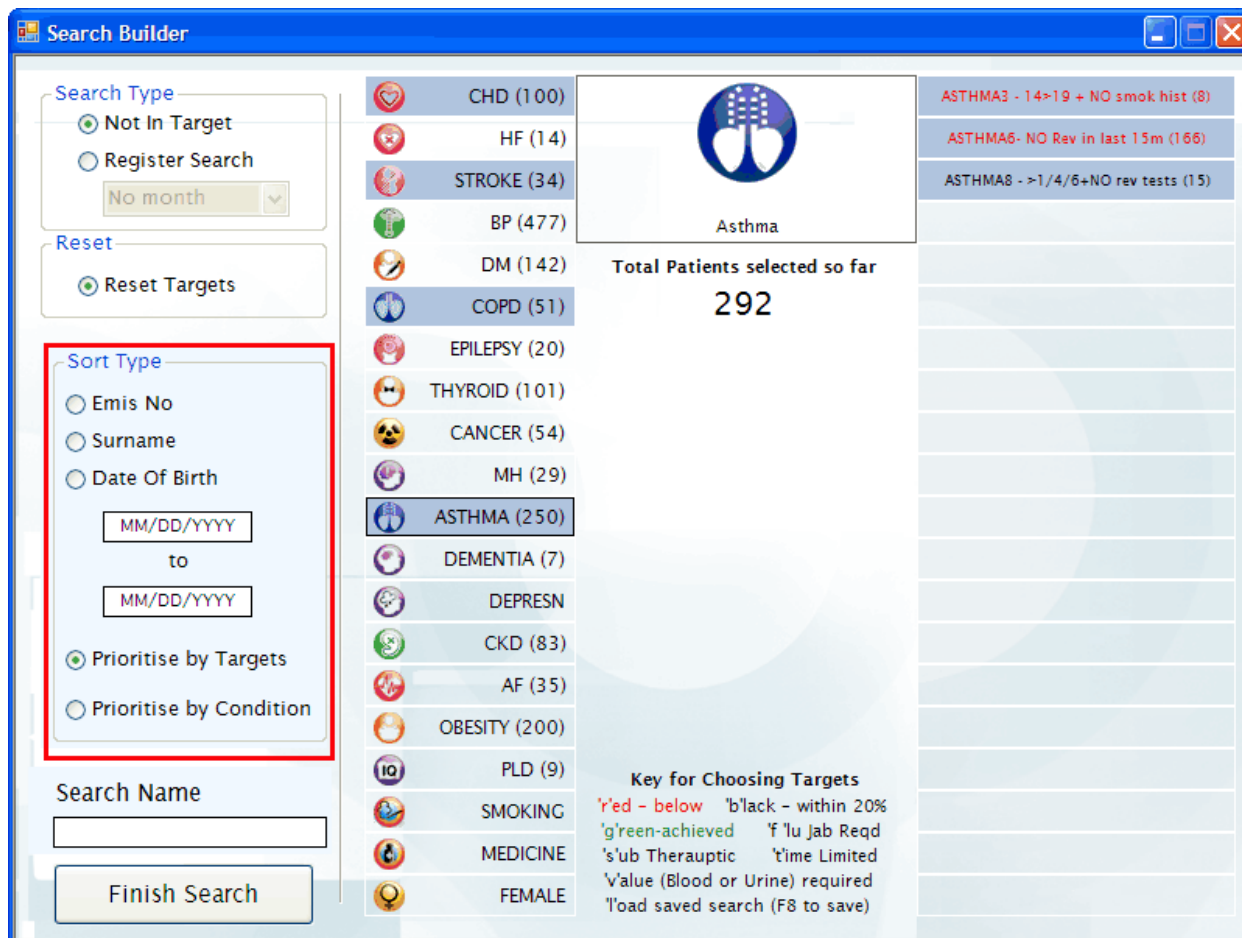 Search Builder
Search Type
Not In Target
Register Search
No month
Reset
Reset Targets
Sort Type
Emis No
Surname
Date Of Birth
MM/DD/YYYY
to
MM/DD/YYYY
Prioritise by Targets
Prioritise by Condition
Search Name
Finish Search
CHD (100)
HF (14)
STROKE (34)
BP (477)
DM (142)
COPD (51)
EPILEPSY (20)
THYROID (101)
CANCER (54)
MH (29)
ASTHMA (250)
DEMENTIA (7)
DEPRESN
CKD (83)
AF (35)
OBESITY (200)
IQ PLD (9)
SMOKING
MEDICINE
FEMALE
Asthma
Total Patients selected so far
292
Key for Choosing Targets
'r'ed - below 'b'lack - within 20%
'g'reen-achieved 'f 'lu Jab Reqd
's'ub Therauptic 't'ime Limited
'v'alue (Blood or Urine) required
'l'oad saved search (F8 to save)
ASTHMA3 - 14>19 + NO smok hist (8)
ASTHMA6- NO Rev in last 15m (166)
ASTHMA8 - >1/4/6+NO rev tests (15)